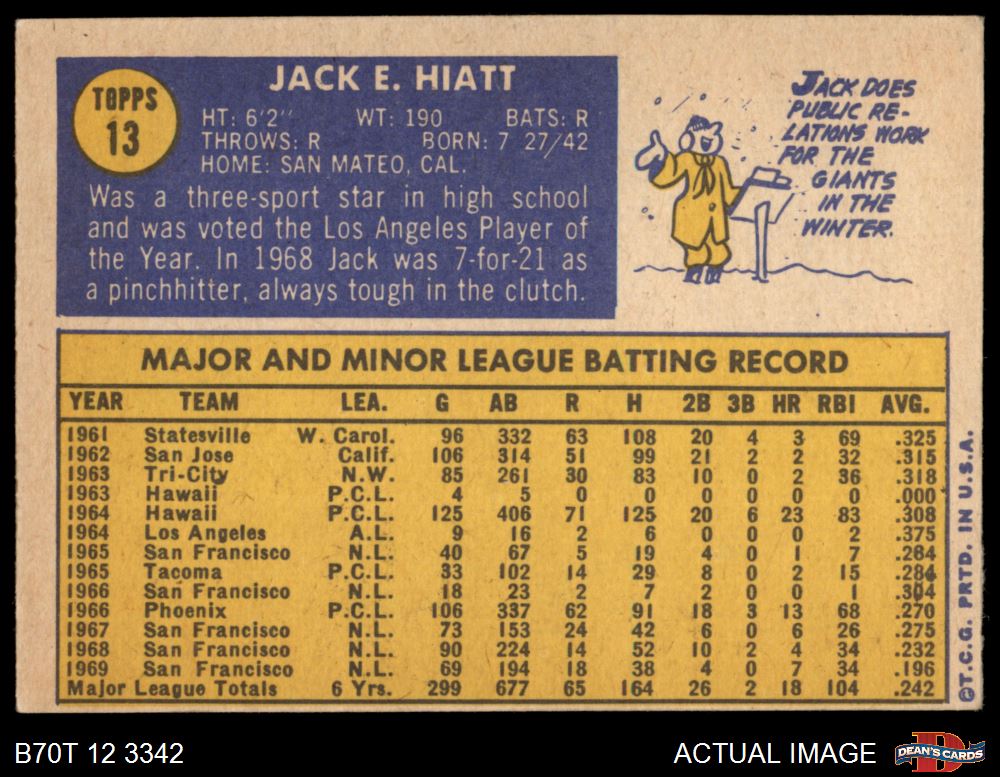 TOPPS
13
JACK E. HIATT
HT: 6'2" WT: 190 BATS: R
THROWS: R BORN: 7 27/42
HOME: SAN MATEO, CAL.
Was a three-sport star in high school
and was voted the Los Angeles Player of
the Year. In 1968 Jack was 7-for-21 as
a pinchhitter, always tough in the clutch.
JACK DOES
PUBLIC RE-
LATIONS WORK
FOR THE
GIANTS
IN THE
WINTER.
MAJOR AND MINOR LEAGUE BATTING RECORD
YEAR TEAM LEA. G AB R H 2B 3B HR RBI AVG.
1961 Statesville W. Carol. 96 332 63 108 20 4 3 69 .325
1962 San Jose Calif. 106 314 51 99 21 2 2 32 .315
1963 Tri-City N.W. 85 261 30 83 10 0 2 36 .318
1963 Hawaii P.C.L. 4 5 0 0 0 0 0 0 .000
1964 Hawaii P.C.L. 125 406 71 125 20 6 23 83 .308
1964 Los Angeles A.L. 9 16 2 6 0 0 0 2 .375
1965 San Francisco N.L. 40 67 5 19 4 0 1 7 .284
1965 Tacoma P.C.L. 33 102 14 29 8 0 2 15 .284
1966 San Francisco N.L. 18 23 2 7 2 0 0 1 .304
1966 Phoenix P.C.L. 106 337 62 91 18 3 13 68 .270
1967 San Francisco N.L. 73 153 24 42 6 0 6 26 .275
1968 San Francisco N.L. 90 224 14 52 10 2 4 34 .232
1969 San Francisco N.L. 69 194 18 38 4 0 7 34 .196
Major League Totals 6 Yrs. 299 677 65 164 26 2 18 104 .242
©T.C.G. PRTD. IN U.S.A.
B70T 12 3342
ACTUAL IMAGE
D
DEAN'S CARDS